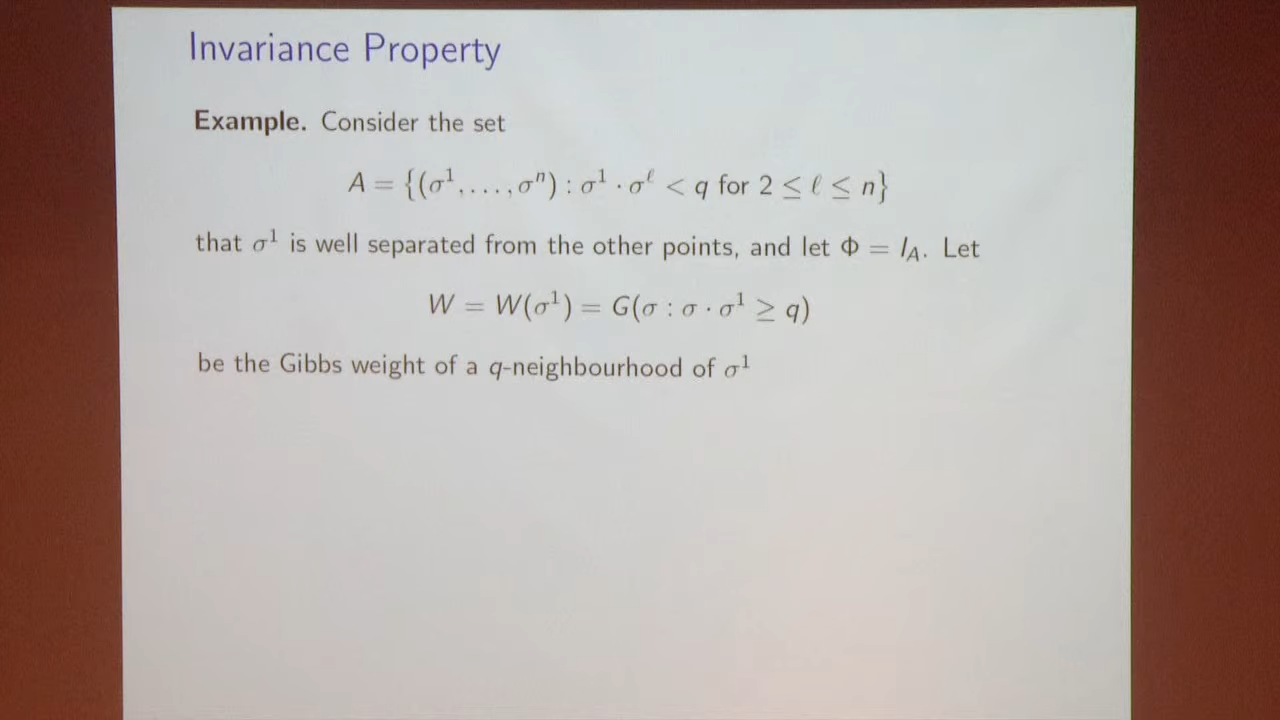 Invariance Property
Example. Consider the set
A = {(σ¹, . . . , σⁿ) : σ¹ · σˡ < q for 2 ≤ ℓ ≤ n}
that σ¹ is well separated from the other points, and let Φ = I_A. Let
W = W(σ¹) = G(σ : σ · σ¹ ≥ q)
be the Gibbs weight of a q-neighbourhood of σ¹